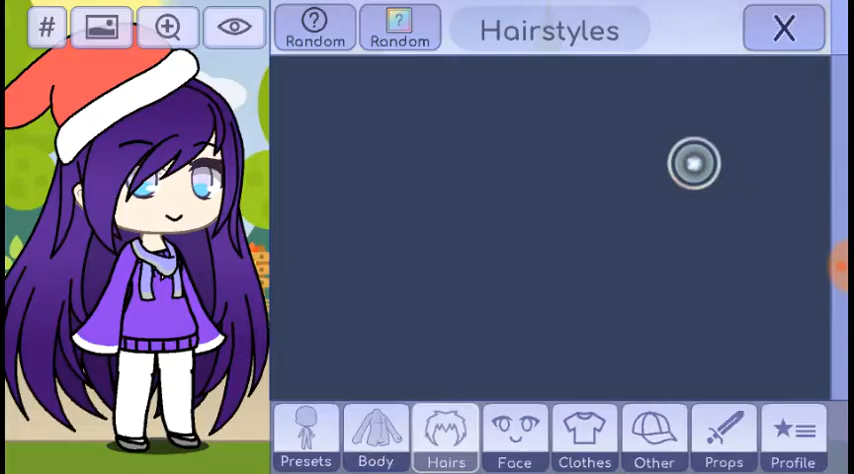 #
Random
Random
Hairstyles
X
Presets
Body
Hairs
Face
Clothes
Other
Props
Profile